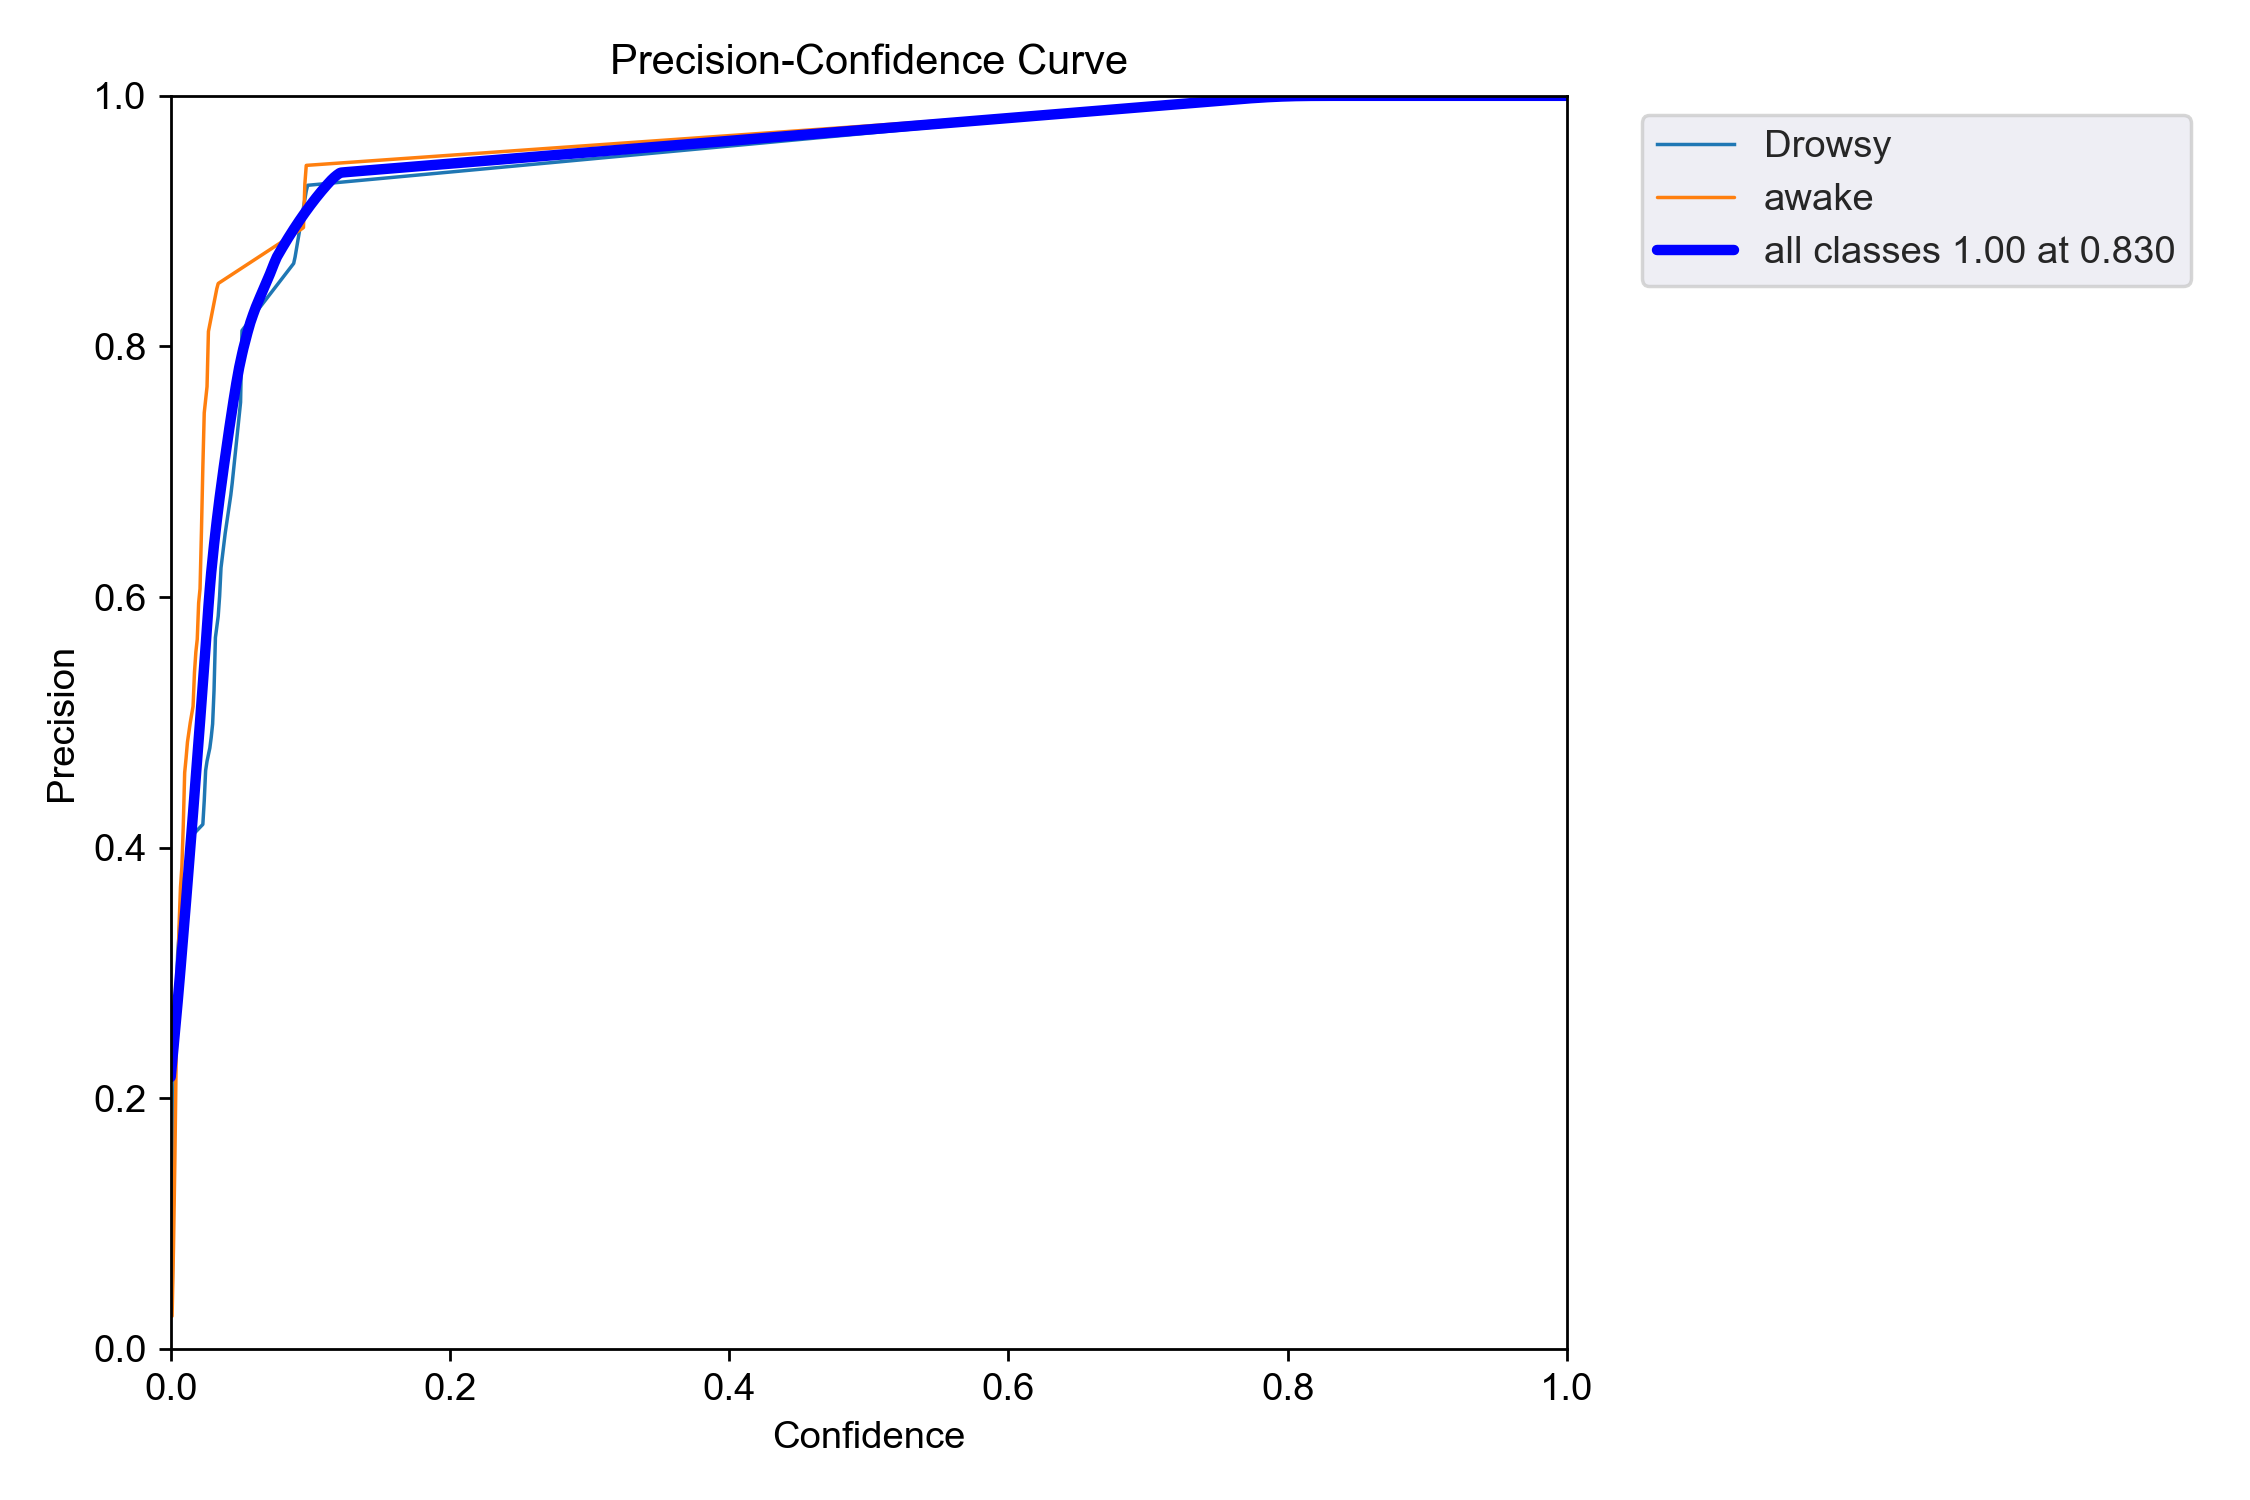 Precision-Confidence Curve
1.0
0.8
0.6
0.4
0.2
0.0
Precision
0.0 0.2 0.4 0.6 0.8 1.0
Confidence
Drowsy
awake
all classes 1.00 at 0.830